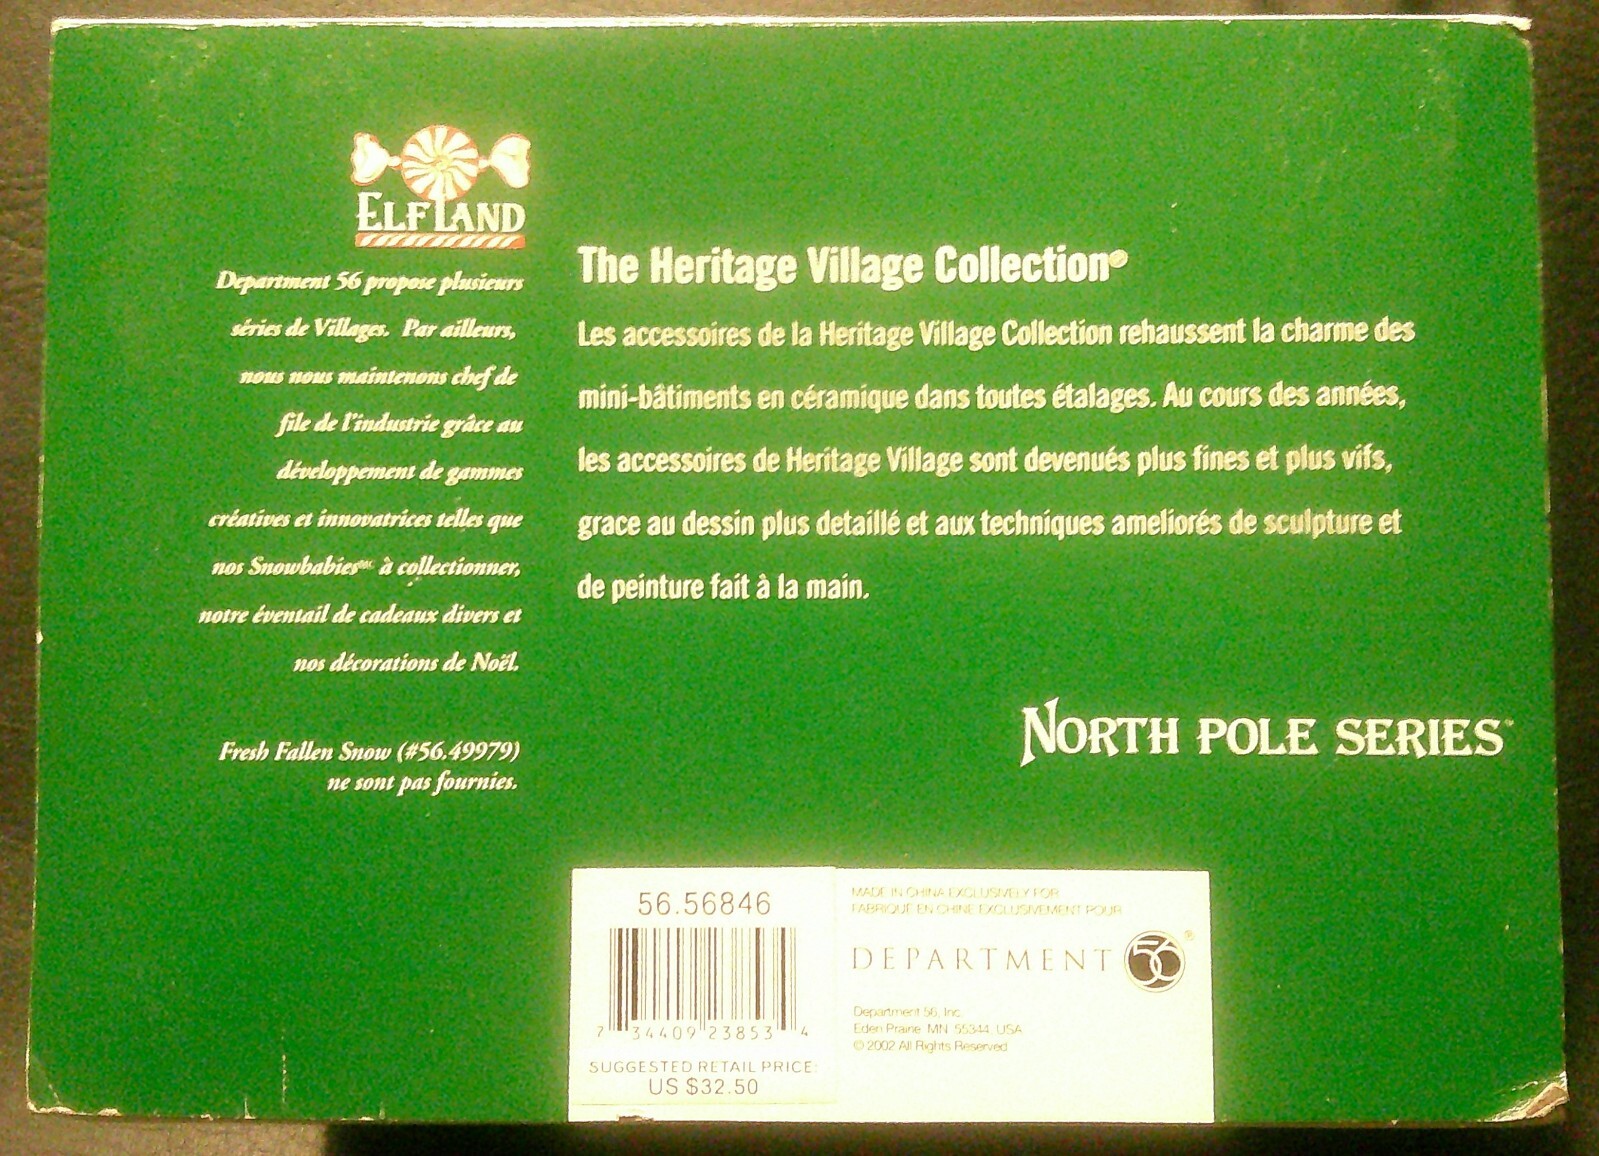 ELFLAND
Department 56 propose plusieurs
séries de Villages. Par ailleurs,
nous nous maintenons chef de
file de l'industrie grâce au
développement de gammes
créatives et innovatrices telles que
nos Snowbabies à collectionner,
notre éventail de cadeaux divers et
nos décorations de Noël.
Fresh Fallen Snow (#56.49979)
ne sont pas fournies.
The Heritage Village Collection®
Les accessoires de la Heritage Village Collection rehaussent la charme des
mini-bâtiments en céramique dans toutes étalages. Au cours des années,
les accessoires de Heritage Village sont devenués plus fines et plus vifs,
grace au dessin plus detaillé et aux techniques ameliorés de sculpture et
de peinture fait à la main.
NORTH POLE SERIES™
56.56846
7 34409 23853 4
SUGGESTED RETAIL PRICE:
US $32.50
MADE IN CHINA EXCLUSIVELY FOR
FABRIQUÉ EN CHINE EXCLUSIVEMENT POUR
DEPARTMENT 56®
Department 56, Inc.
Eden Prairie MN 55344 USA
© 2002 All Rights Reserved